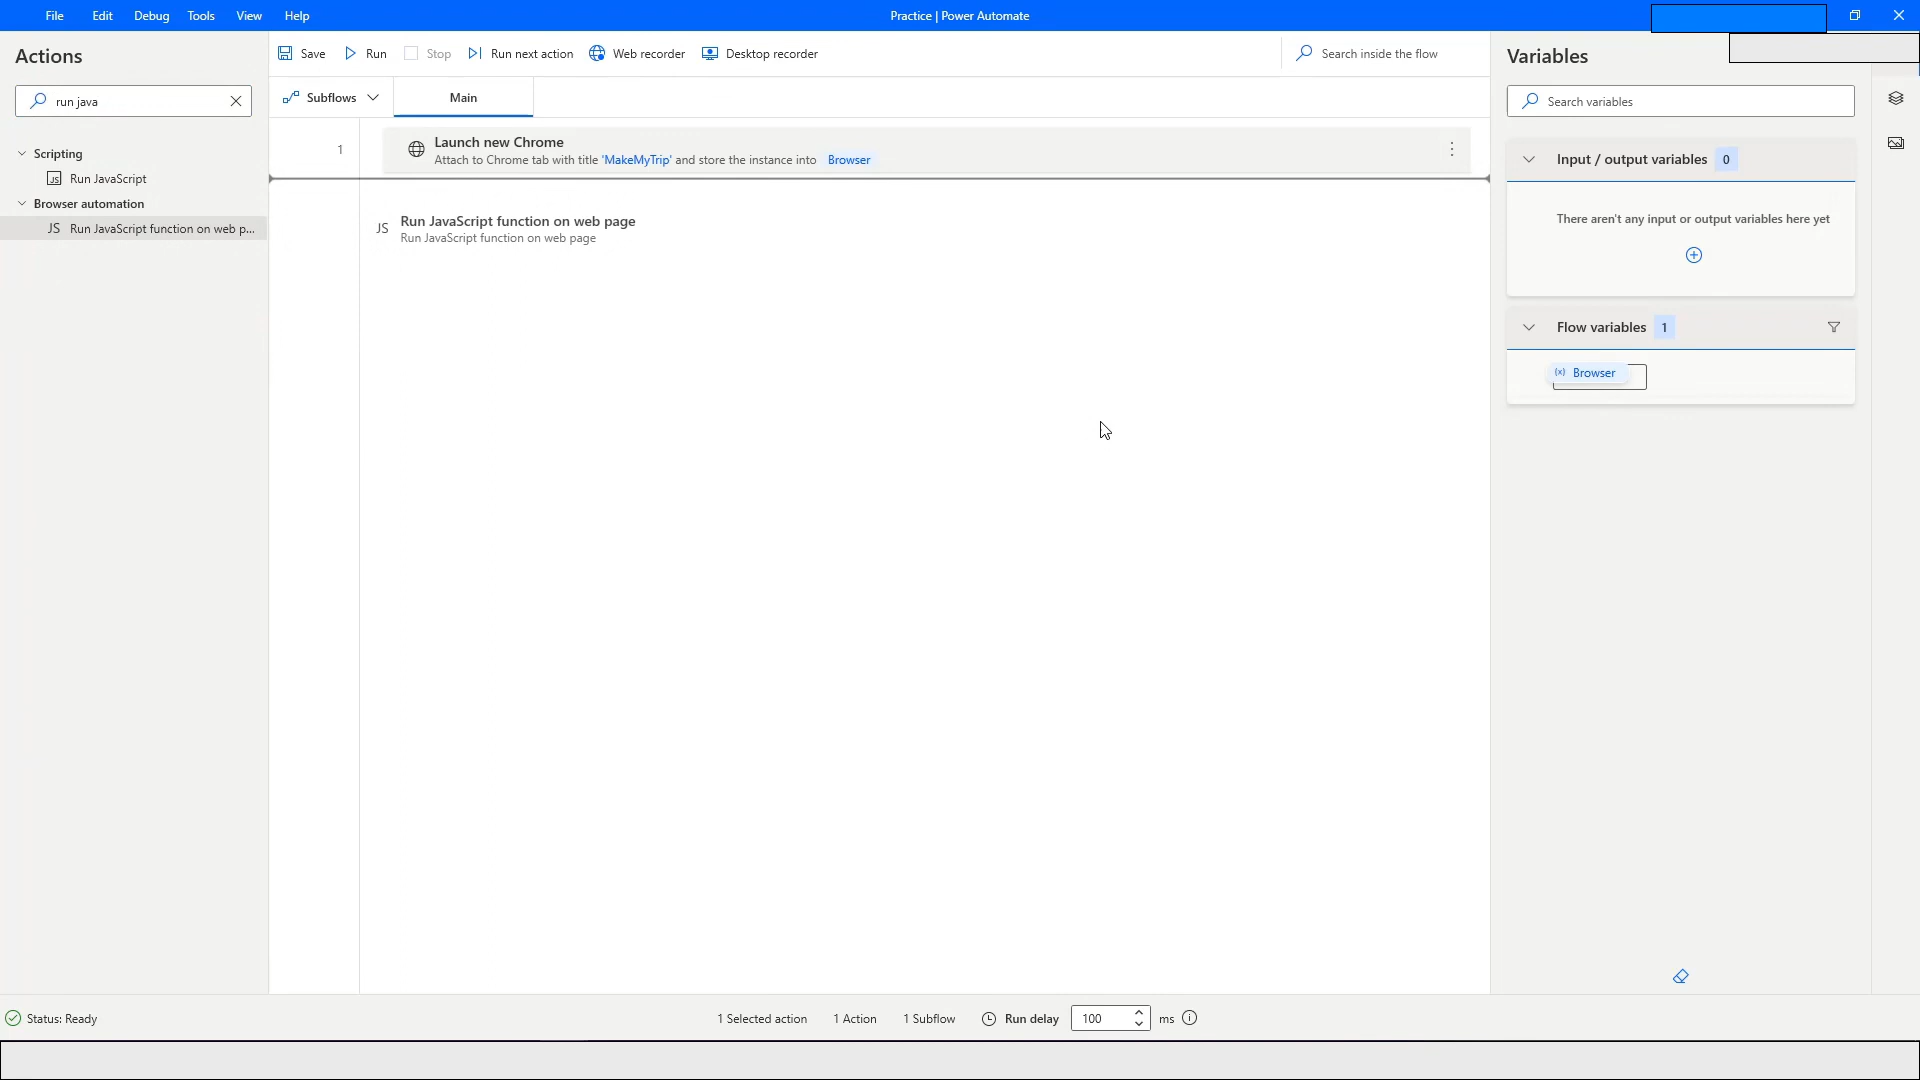 File Edit Debug Tools View Help
Practice | Power Automate
Actions
run java
Scripting
JS Run JavaScript
Browser automation
JS Run JavaScript function on web p...
Save Run Stop Run next action Web recorder Desktop recorder
Search inside the flow
Subflows Main
1
Launch new Chrome
Attach to Chrome tab with title 'MakeMyTrip' and store the instance into Browser
JS Run JavaScript function on web page
Run JavaScript function on web page
Variables
Search variables
Input / output variables 0
There aren't any input or output variables here yet
Flow variables 1
(x) Browser
Status: Ready
1 Selected action 1 Action 1 Subflow Run delay 100 ms